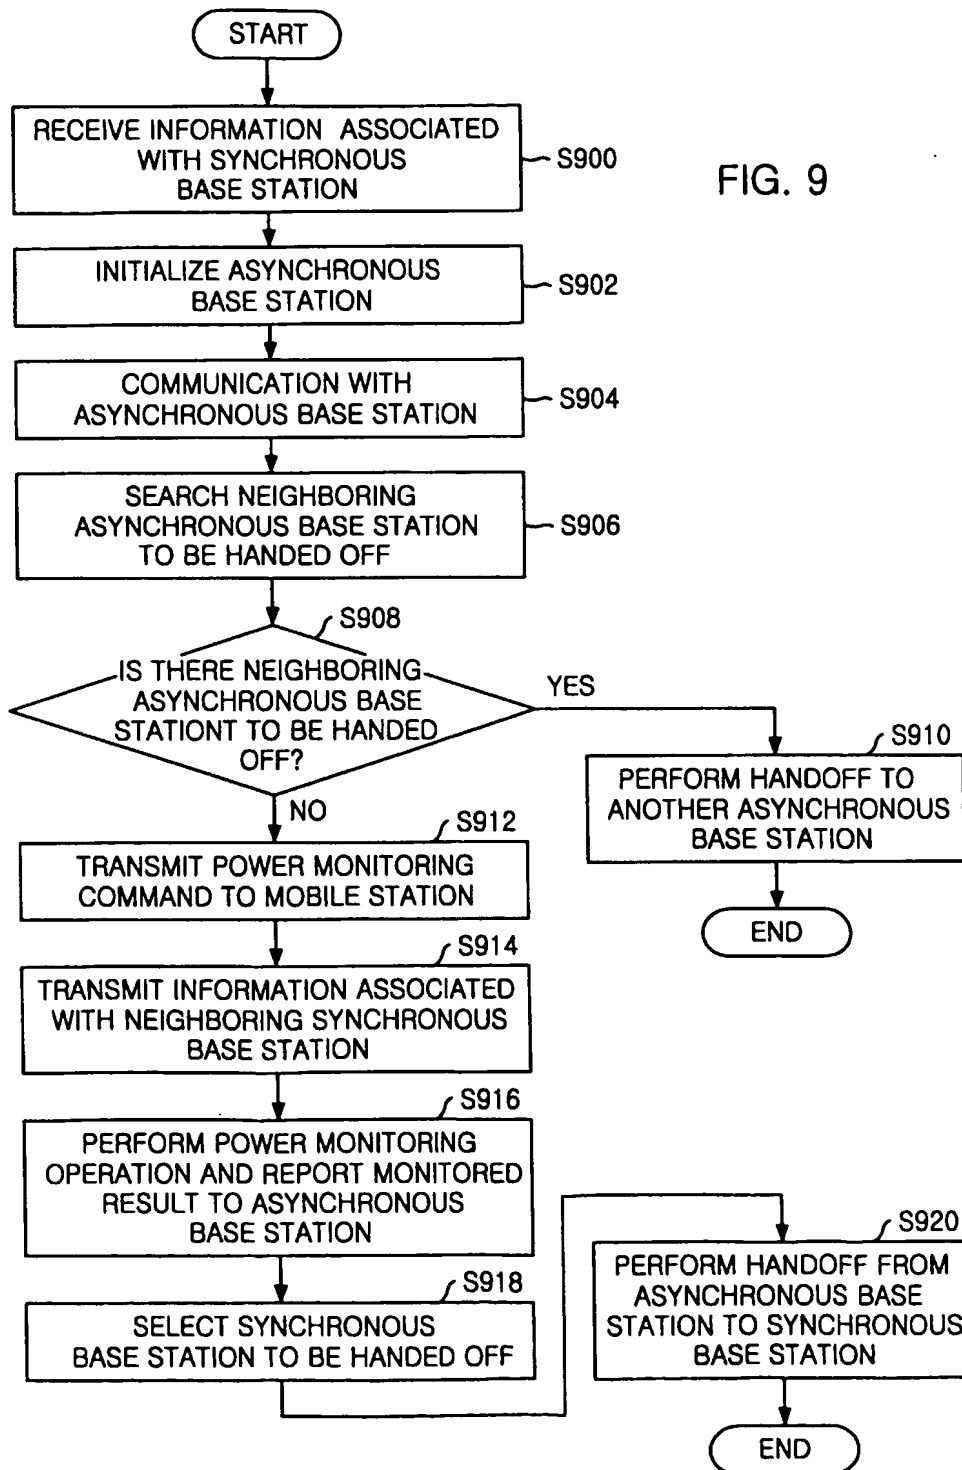 START
RECEIVE INFORMATION ASSOCIATED
WITH SYNCHRONOUS
BASE STATION
S900
FIG. 9
INITIALIZE ASYNCHRONOUS
BASE STATION
S902
COMMUNICATION WITH
ASYNCHRONOUS BASE STATION
S904
SEARCH NEIGHBORING
ASYNCHRONOUS BASE STATION
TO BE HANDED OFF
S906
S908
IS THERE NEIGHBORING
ASYNCHRONOUS BASE
STATIONT TO BE HANDED
OFF?
YES
NO
S910
PERFORM HANDOFF TO
ANOTHER ASYNCHRONOUS
BASE STATION
END
S912
TRANSMIT POWER MONITORING
COMMAND TO MOBILE STATION
S914
TRANSMIT INFORMATION ASSOCIATED
WITH NEIGHBORING SYNCHRONOUS
BASE STATION
S916
PERFORM POWER MONITORING
OPERATION AND REPORT MONITORED
RESULT TO ASYNCHRONOUS
BASE STATION
S918
SELECT SYNCHRONOUS
BASE STATION TO BE HANDED OFF
S920
PERFORM HANDOFF FROM
ASYNCHRONOUS BASE
STATION TO SYNCHRONOUS
BASE STATION
END